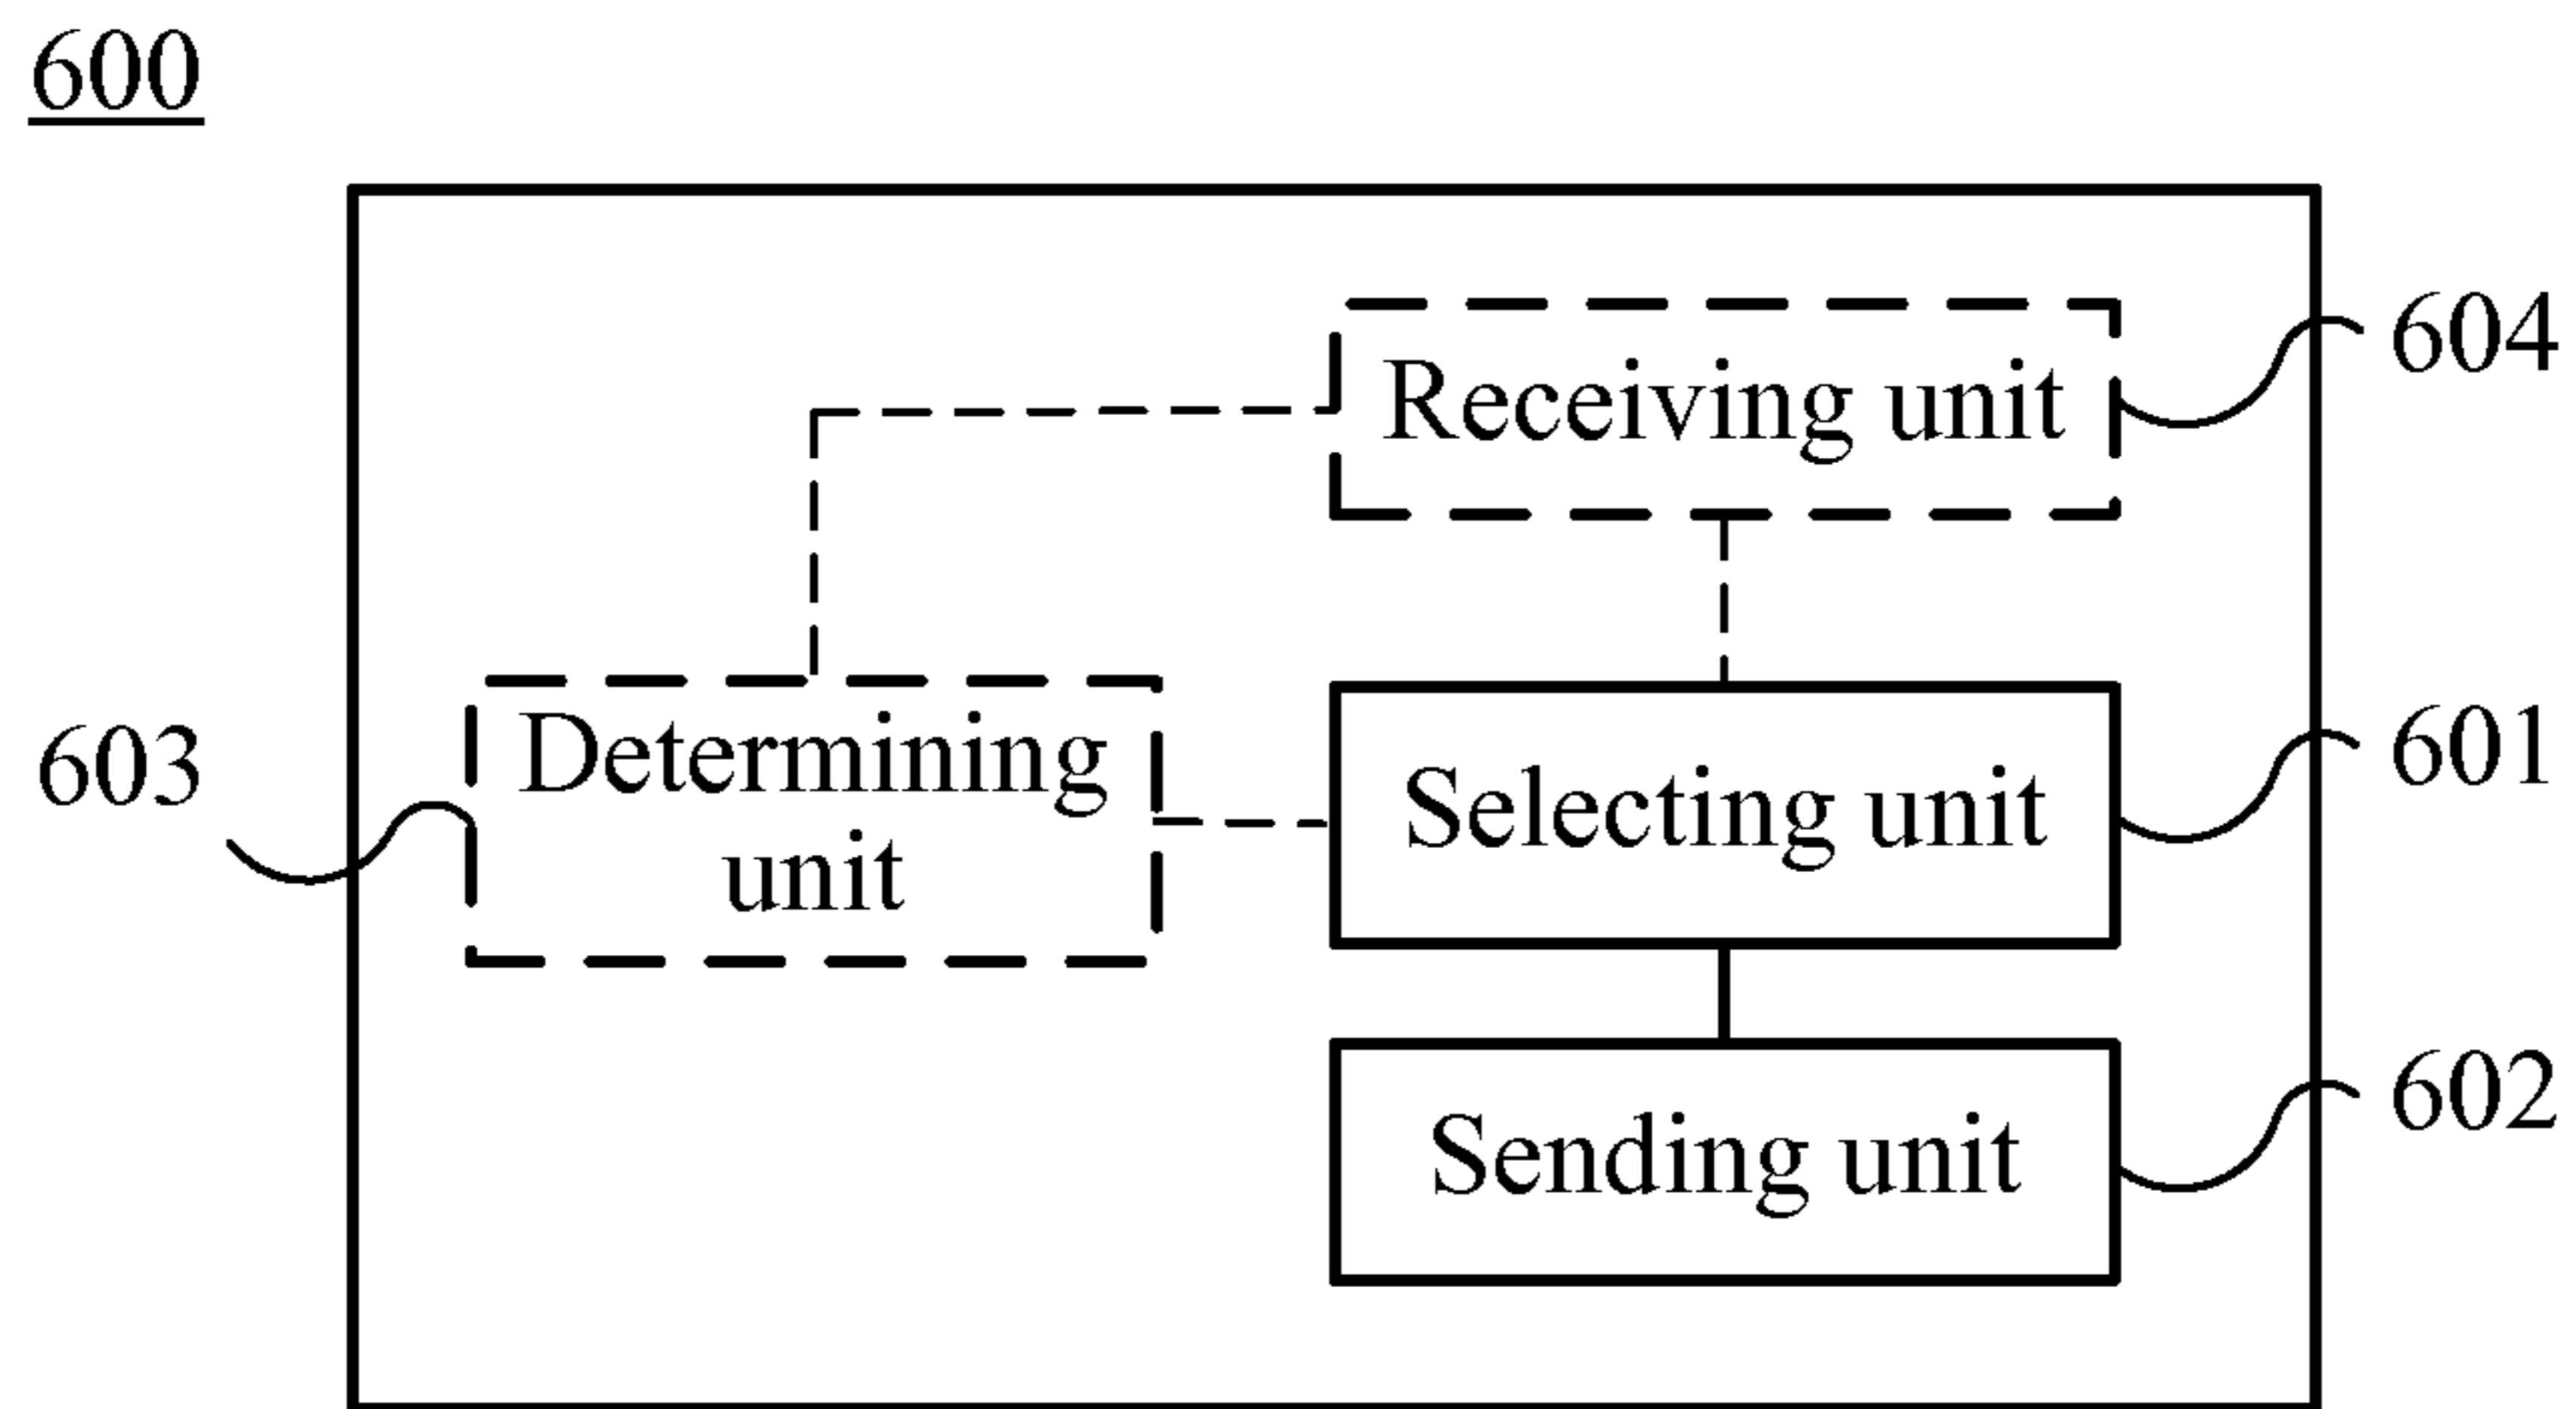 600
Receiving unit
604
603
Determining
unit
Selecting unit
601
Sending unit
602